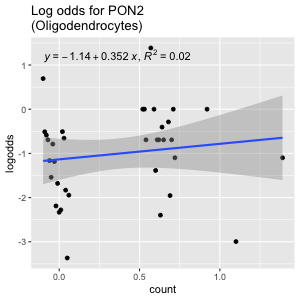 Log odds for PON2
(Oligodendrocytes)
y = −1.14 + 0.352 x, R² = 0.02
1
0
-1
-2
-3
logodds
0.0 0.5 1.0
count